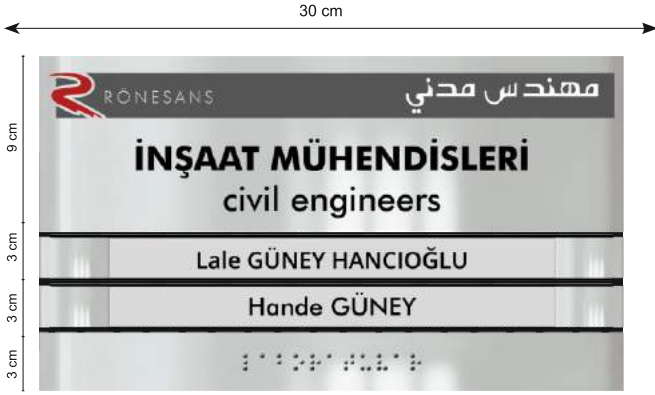 30 cm
9 cm
RÖNESANS مهندس مدني
İNŞAAT MÜHENDİSLERİ
civil engineers
3 cm
Lale GÜNEY HANCIOĞLU
3 cm
Hande GÜNEY
3 cm
⠇⠁⠃⠕⠗⠁⠞⠥⠧⠁⠗